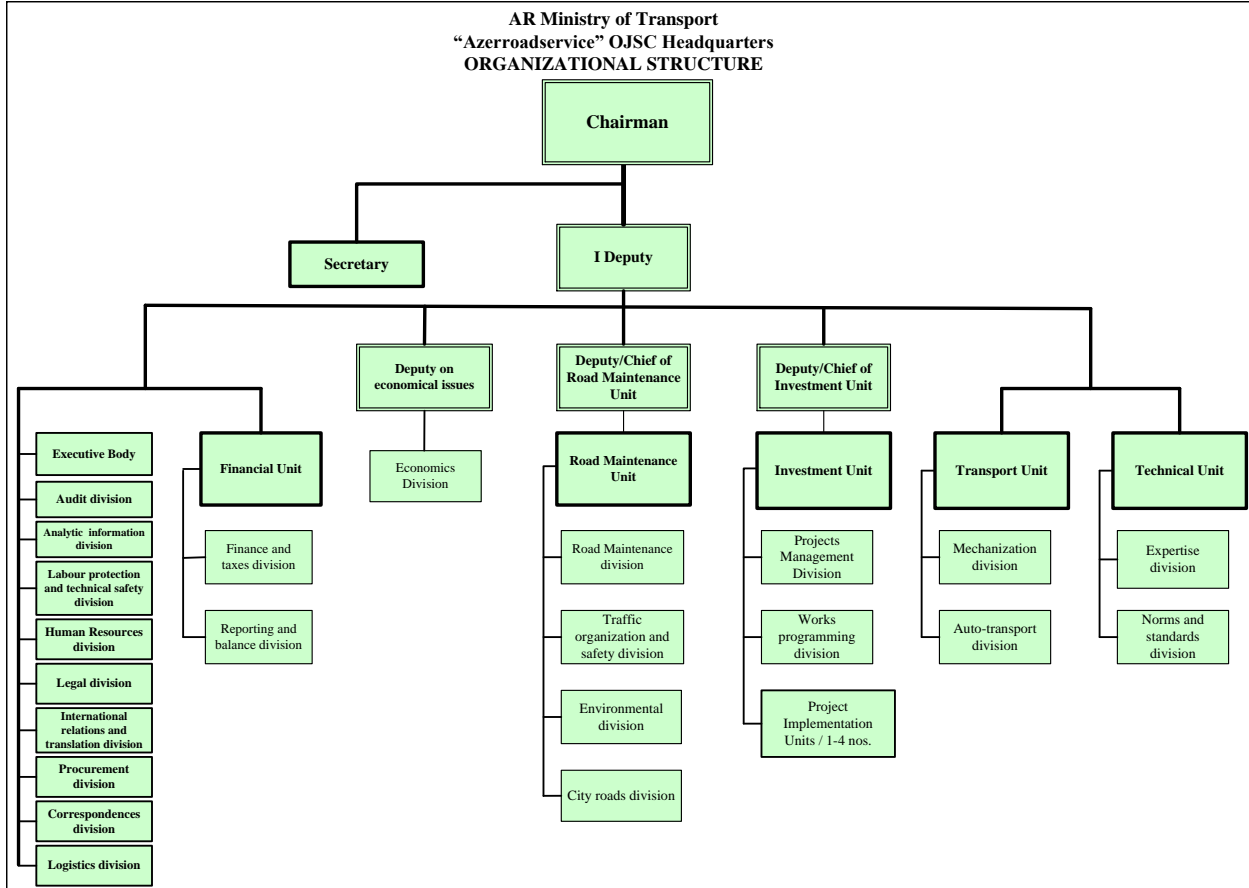 AR Ministry of Transport
“Azerroadservice” OJSC Headquarters
ORGANIZATIONAL STRUCTURE
Chairman
Secretary
I Deputy
Deputy on
economical issues
Deputy/Chief of
Road Maintenance
Unit
Deputy/Chief of
Investment Unit
Executive Body
Audit division
Analytic information
division
Labour protection
and technical safety
division
Human Resources
division
Legal division
International
relations and
translation division
Procurement
division
Correspondences
division
Logistics division
Financial Unit
Finance and
taxes division
Reporting and
balance division
Economics
Division
Road Maintenance
Unit
Road Maintenance
division
Traffic
organization and
safety division
Environmental
division
City roads division
Investment Unit
Projects
Management
Division
Works
programming
division
Project
Implementation
Units / 1-4 nos.
Transport Unit
Mechanization
division
Auto-transport
division
Technical Unit
Expertise
division
Norms and
standards division